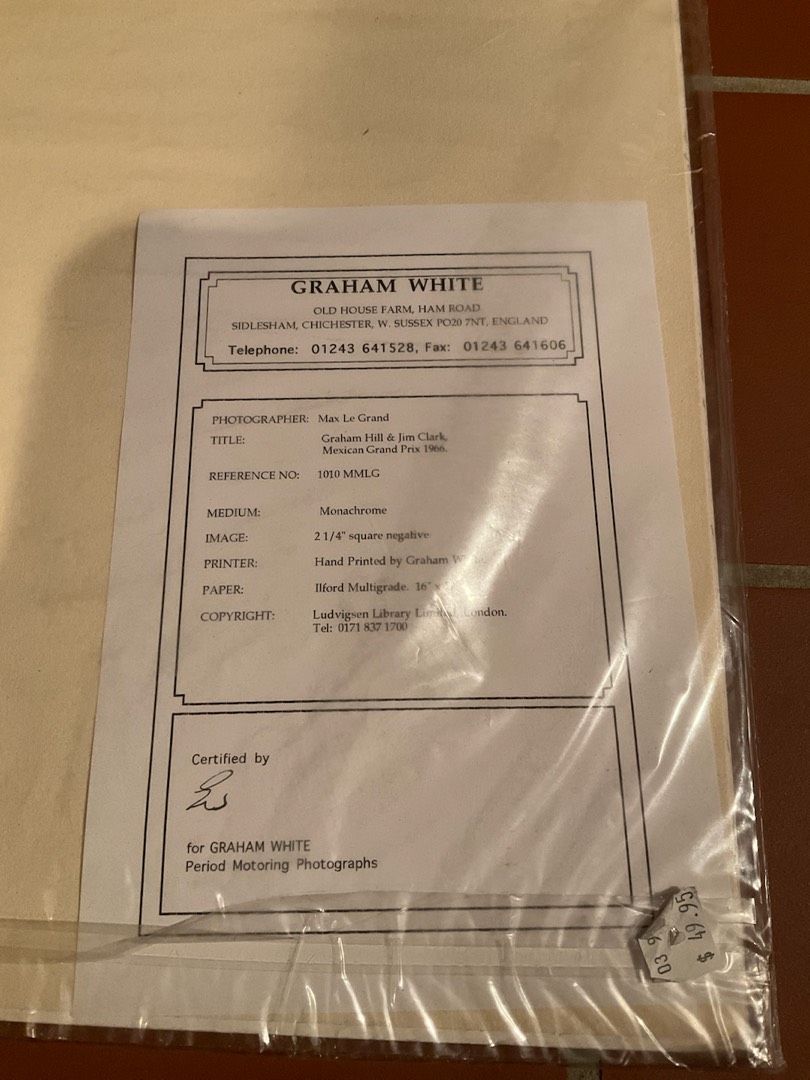 GRAHAM WHITE
OLD HOUSE FARM, HAM ROAD
SIDLESHAM, CHICHESTER, W. SUSSEX PO20 7NT, ENGLAND
Telephone: 01243 641528, Fax: 01243 641606
PHOTOGRAPHER: Max Le Grand
TITLE: Graham Hill & Jim Clark,
Mexican Grand Prix 1966.
REFERENCE NO: 1010 MMLG
MEDIUM: Monachrome
IMAGE: 2 1/4" square negative
PRINTER: Hand Printed by Graham
PAPER: Ilford Multigrade. 16" x
COPYRIGHT: Ludvigsen Library Limited, London.
Tel: 0171 837 1700
Certified by
for GRAHAM WHITE
Period Motoring Photographs
03 9
$ 49.95